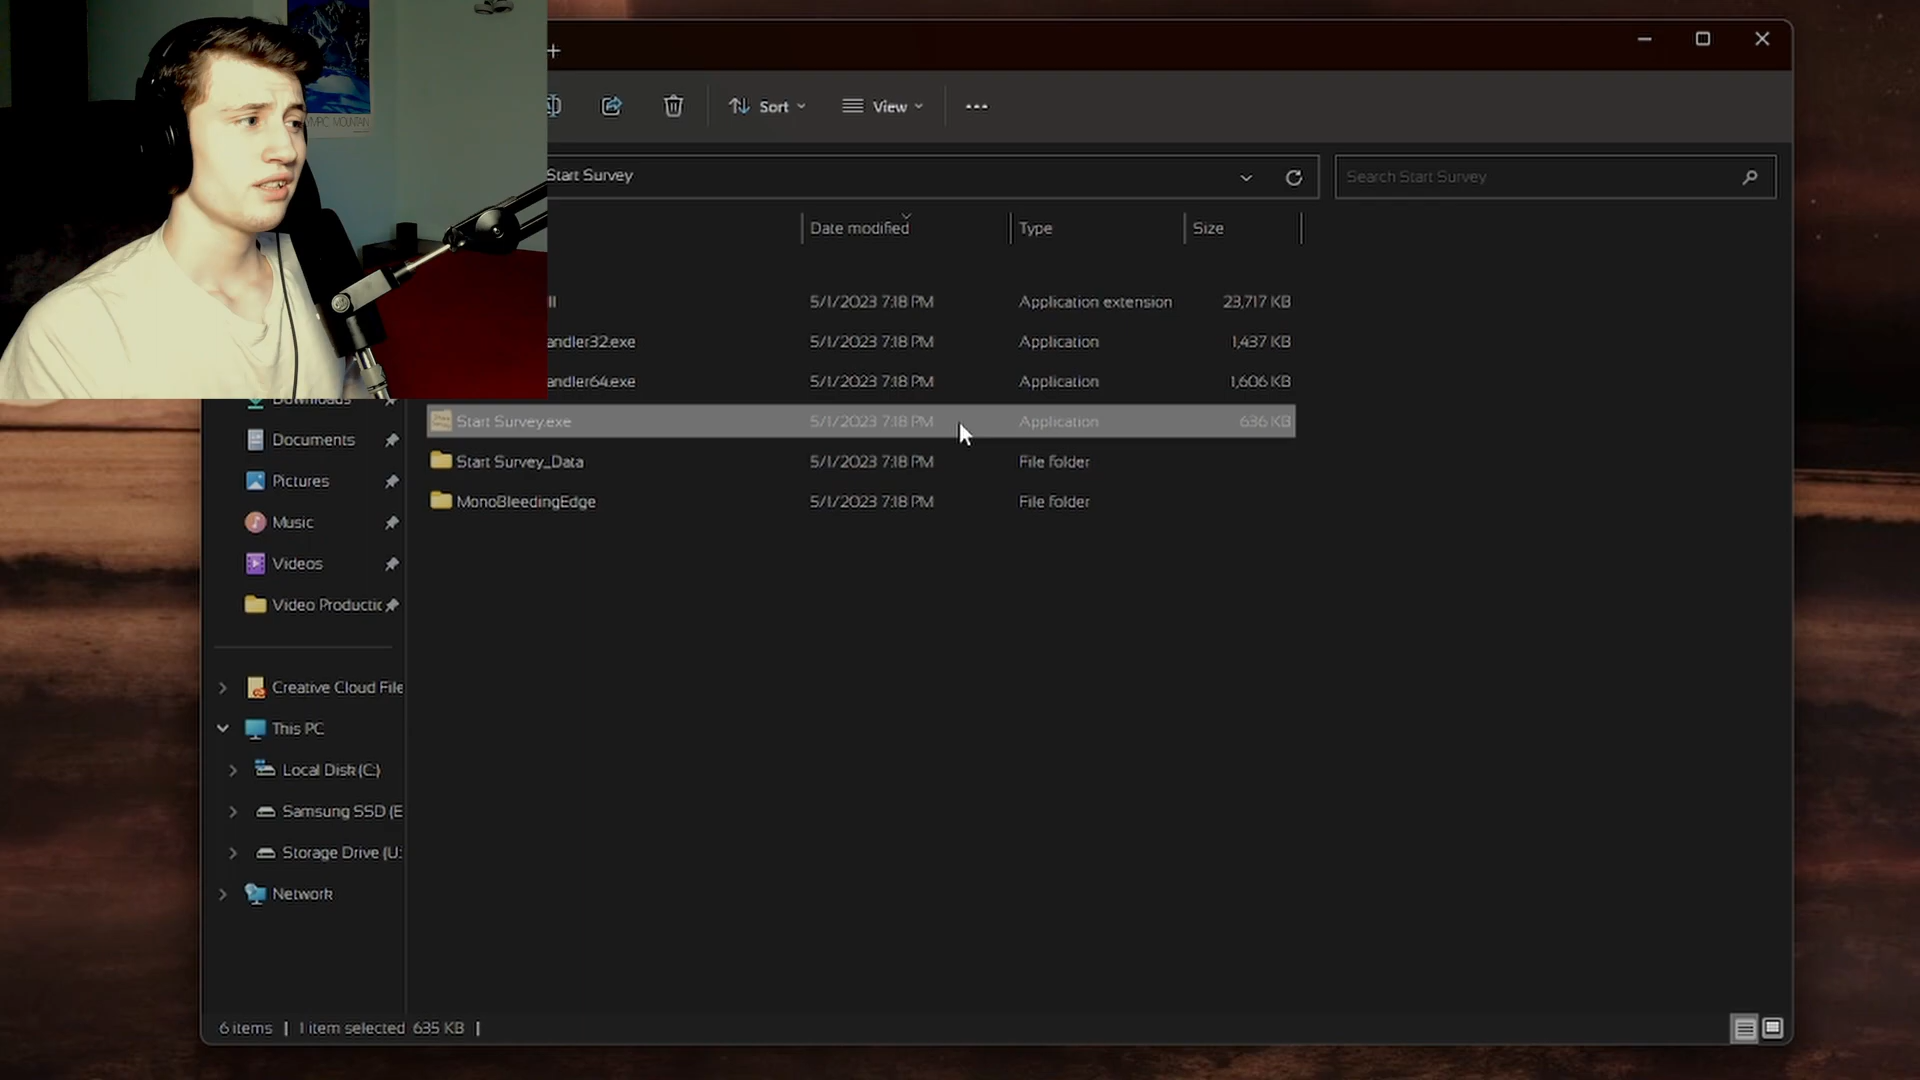 MPIC MOUNTAIN
+
Sort
View
Start Survey
Search Start Survey
Date modified
Type
Size
ll
5/1/2023 7:18 PM
Application extension
23,717 KB
andler32.exe
5/1/2023 7:18 PM
Application
1,437 KB
andler64.exe
5/1/2023 7:18 PM
Application
1,606 KB
Start Survey.exe
5/1/2023 7:18 PM
Application
636 KB
Start Survey_Data
5/1/2023 7:18 PM
File folder
MonoBleedingEdge
5/1/2023 7:18 PM
File folder
Downloads
Documents
Pictures
Music
Videos
Video Productic
Creative Cloud File
This PC
Local Disk (C:)
Samsung SSD (E
Storage Drive (U:
Network
6 items
1 item selected 635 KB